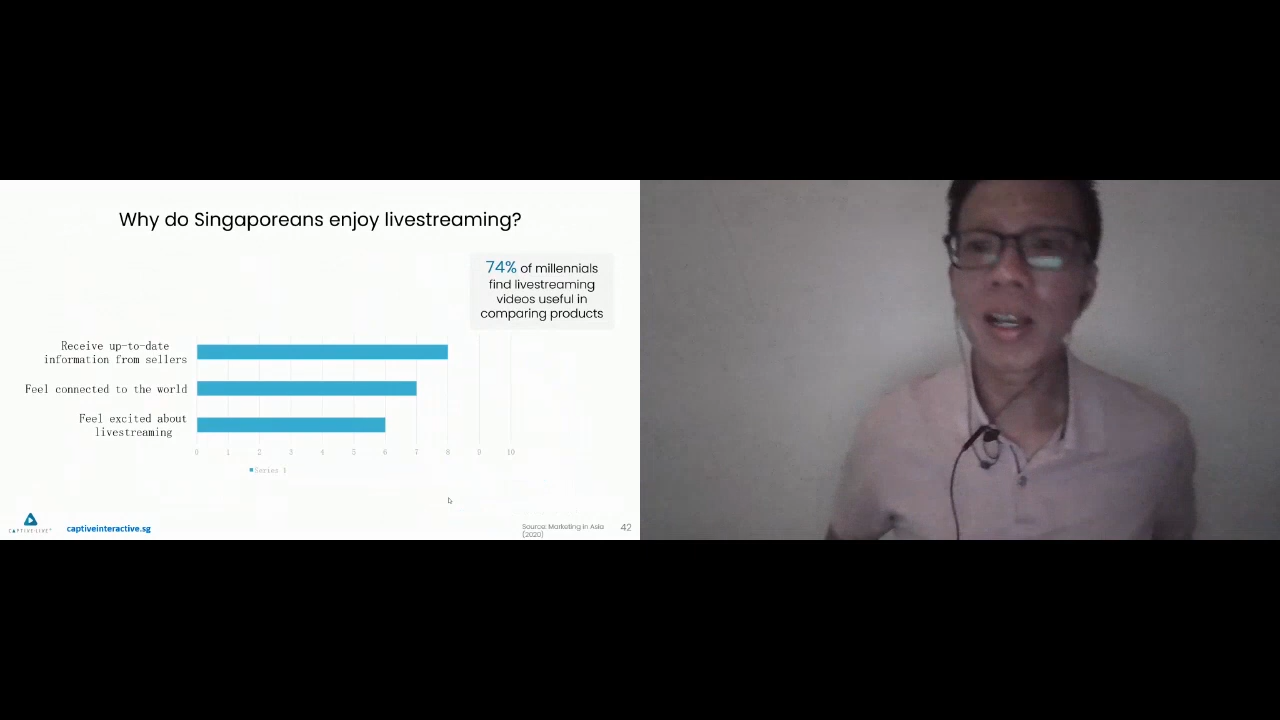 Why do Singaporeans enjoy livestreaming?
74% of millennials
find livestreaming
videos useful in
comparing products
Receive up-to-date
information from sellers
Feel connected to the world
Feel excited about
livestreaming
0 1 2 3 4 5 6 7 8 9 10
Series 1
CAPTIVE-LIVE
captiveinteractive.sg
Source: Marketing in Asia
(2020)
42